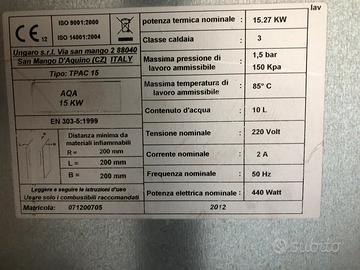 lav
CE 12
ISO 9001:2000
ISO 14001:2004
Ungaro s.r.l. Via san mango 2 88040
San Mango D'Aquino (CZ) ITALY
Tipo: TPAC 15
AQA
15 KW
EN 303-5:1999
Distanza minima da
materiali infiammabili
R = 200 mm
L = 200 mm
B = 200 mm
Leggere e seguire le istruzioni d'uso
Usare solo i combustibili raccomandati
Matricola: 071200705
potenza termica nominale : 15.27 KW
Classe caldaia : 3
Massima pressione di
lavoro ammissibile : 1,5 bar
150 Kpa
Massima temperatura di
lavoro ammissibile : 85° C
Contenuto d'acqua : 10 L
Tensione nominale : 220 Volt
Corrente nominale : 2 A
Frequenza nominale : 50 Hz
Potenza elettrica nominale : 440 Watt
2012
subito